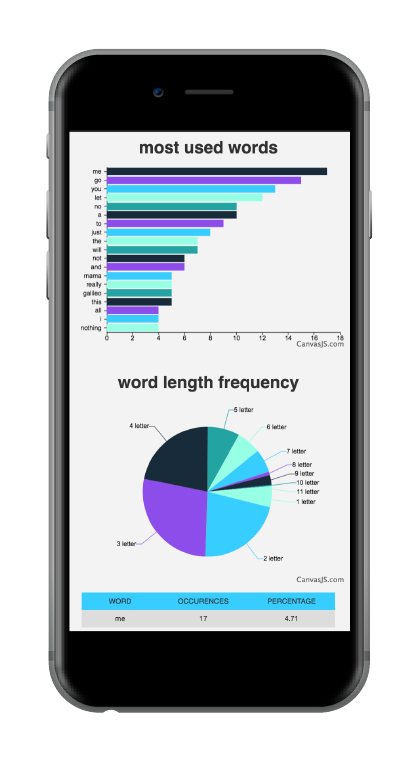 most used words
me
go
you
let
no
a
to
just
the
will
not
and
mama
really
galileo
this
all
i
nothing
0 2 4 6 8 10 12 14 16 18
CanvasJS.com
word length frequency
5 letter
4 letter
6 letter
7 letter
8 letter
9 letter
10 letter
11 letter
1 letter
3 letter
2 letter
CanvasJS.com
WORD OCCURENCES PERCENTAGE
me 17 4.71